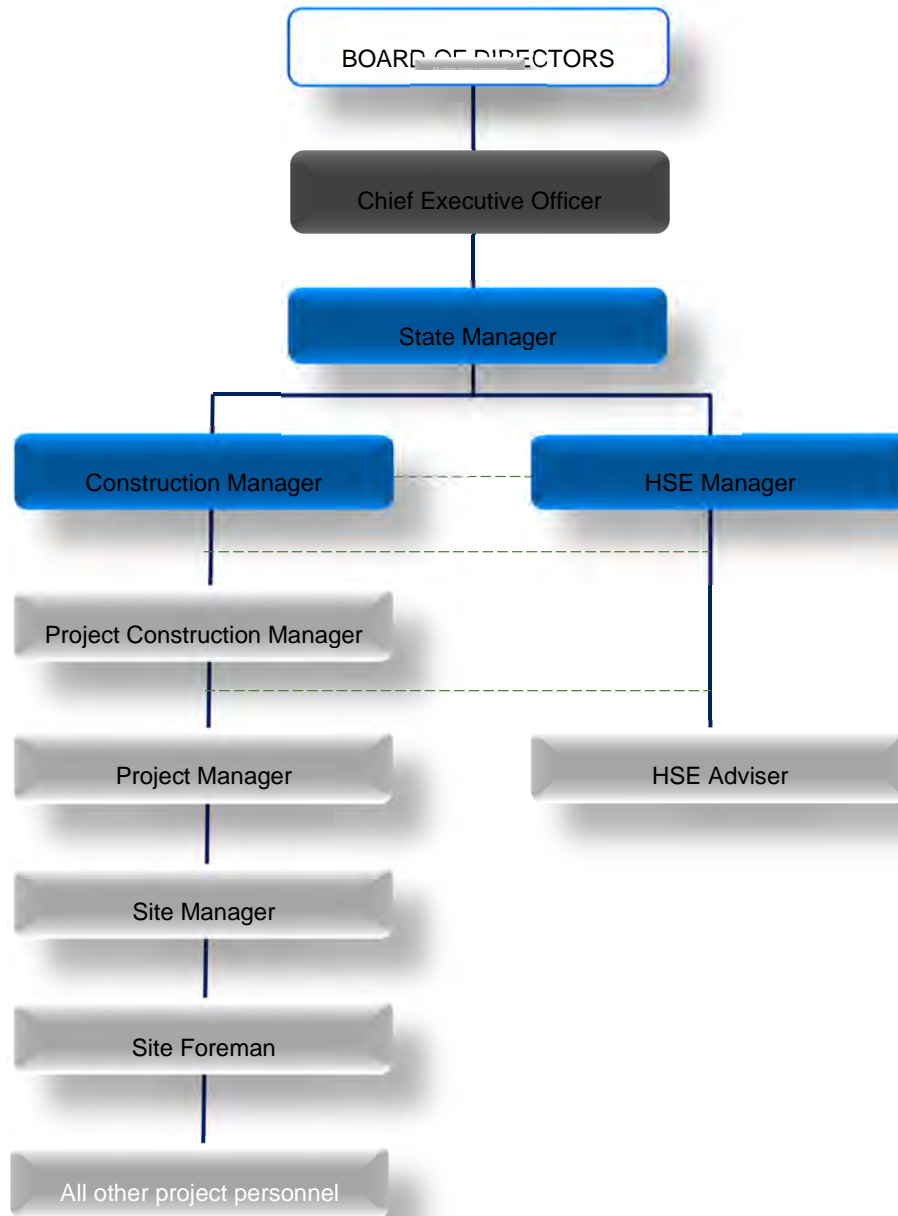 BOARD OF DIRECTORS
Chief Executive Officer
State Manager
Construction Manager
HSE Manager
Project Construction Manager
Project Manager
HSE Adviser
Site Manager
Site Foreman
All other project personnel